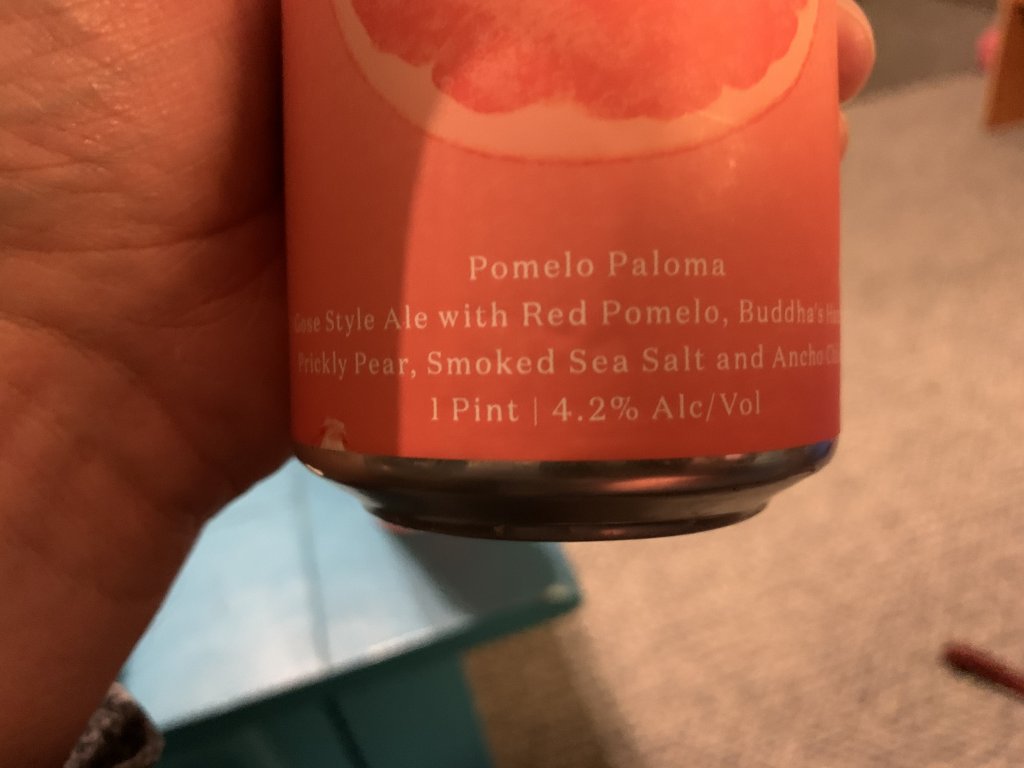 Pomelo Paloma
Gose Style Ale with Red Pomelo, Buddha's
Prickly Pear, Smoked Sea Salt and Ancho
1 Pint | 4.2% Alc/Vol